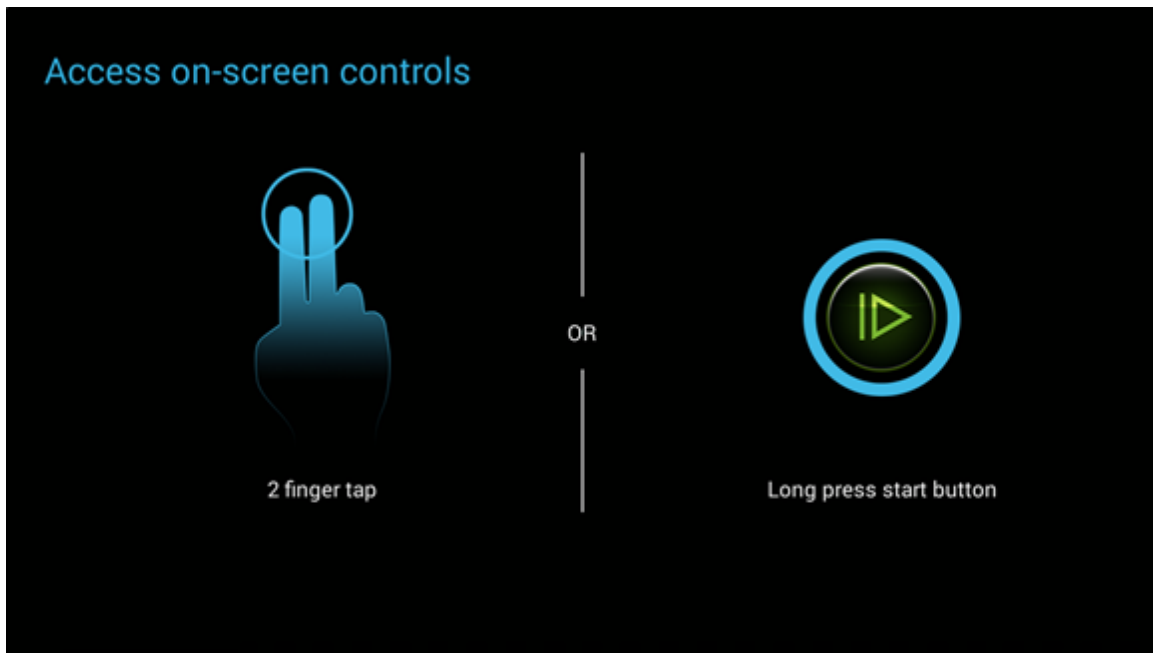 Access on-screen controls
OR
2 finger tap
Long press start button